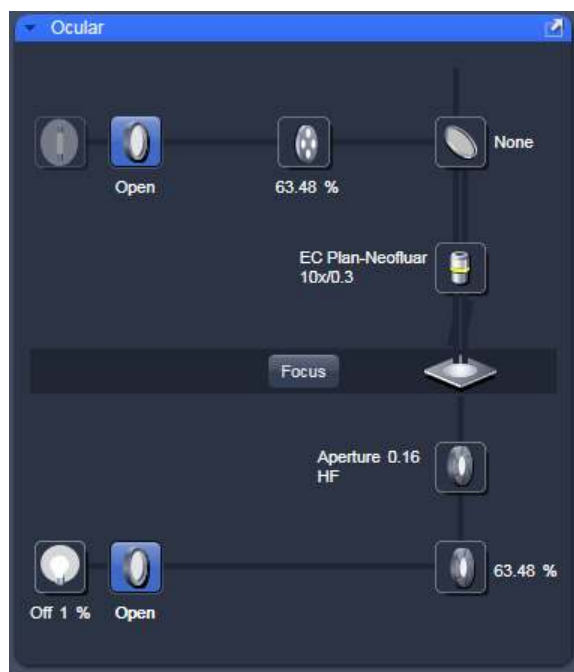 Ocular
None
Open
63.48 %
EC Plan-Neofluar
10x/0.3
Focus
Aperture 0.16
HF
63.48 %
Off 1 %
Open